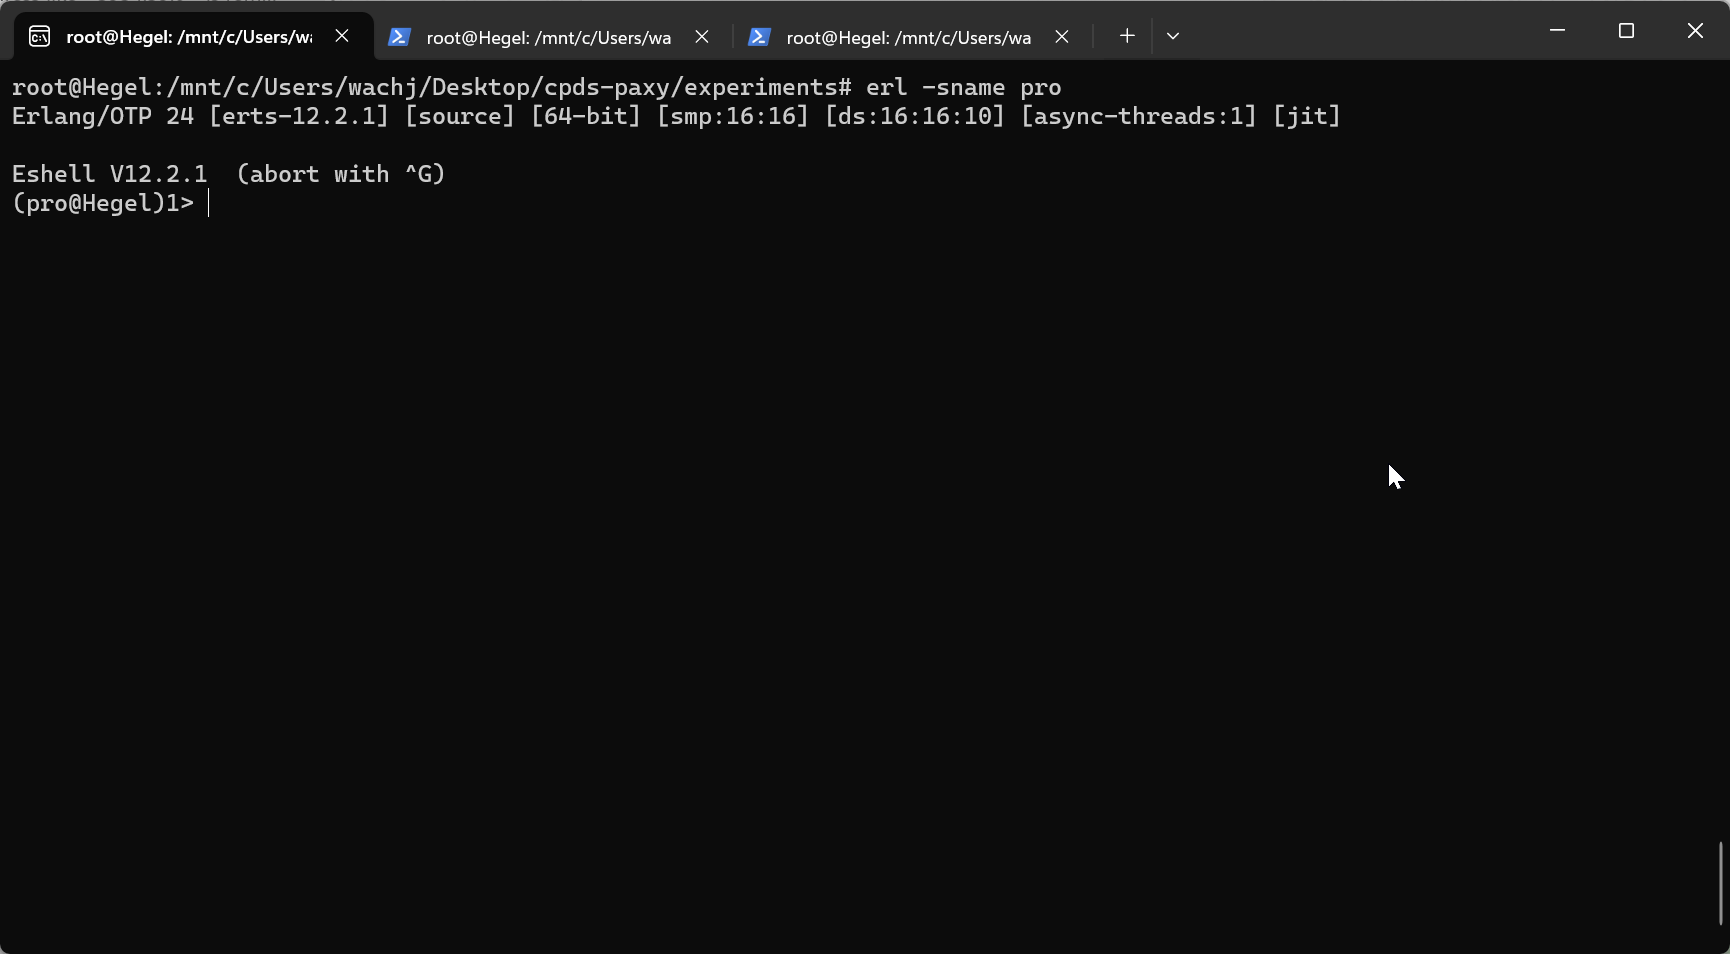 root@Hegel: /mnt/c/Users/wa
root@Hegel: /mnt/c/Users/wa
root@Hegel: /mnt/c/Users/wa
root@Hegel:/mnt/c/Users/wachj/Desktop/cpds-paxy/experiments# erl -sname pro
Erlang/OTP 24 [erts-12.2.1] [source] [64-bit] [smp:16:16] [ds:16:16:10] [async-threads:1] [jit]
Eshell V12.2.1  (abort with ^G)
(pro@Hegel)1>